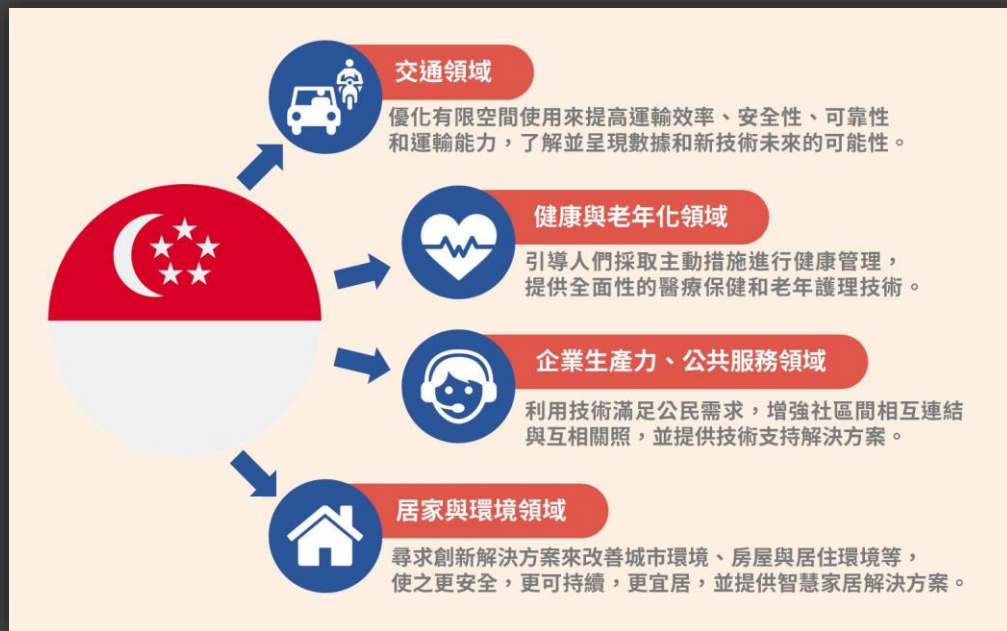 交通領域
優化有限空間使用來提高運輸效率、安全性、可靠性
和運輸能力，了解並呈現數據和新技術未來的可能性。
健康與老年化領域
引導人們採取主動措施進行健康管理，
提供全面性的醫療保健和老年護理技術。
企業生產力、公共服務領域
利用技術滿足公民需求，增強社區間相互連結
與互相關照，並提供技術支持解決方案。
居家與環境領域
尋求創新解決方案來改善城市環境、房屋與居住環境等，
使之更安全，更可持續，更宜居，並提供智慧家居解決方案。